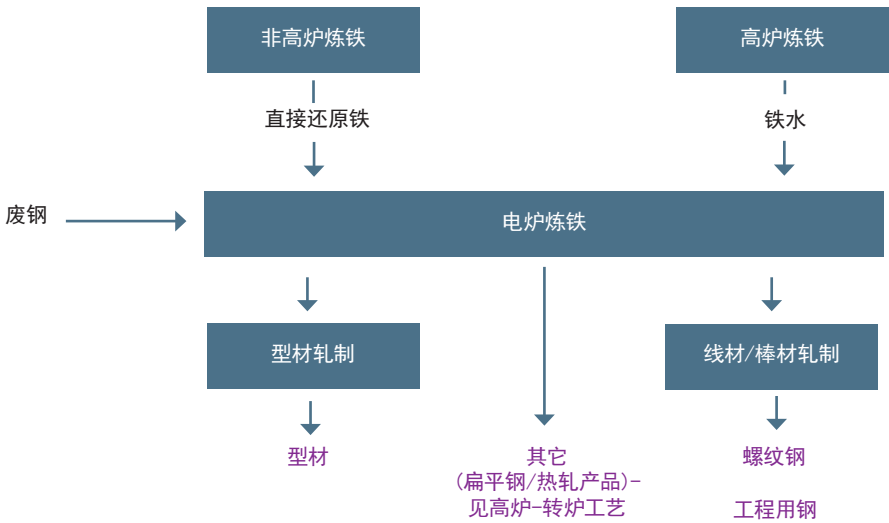 非高炉炼铁
高炉炼铁
直接还原铁
铁水
废钢
电炉炼铁
型材轧制
线材/棒材轧制
型材
其它
(扁平钢/热轧产品)-
见高炉-转炉工艺
螺纹钢
工程用钢